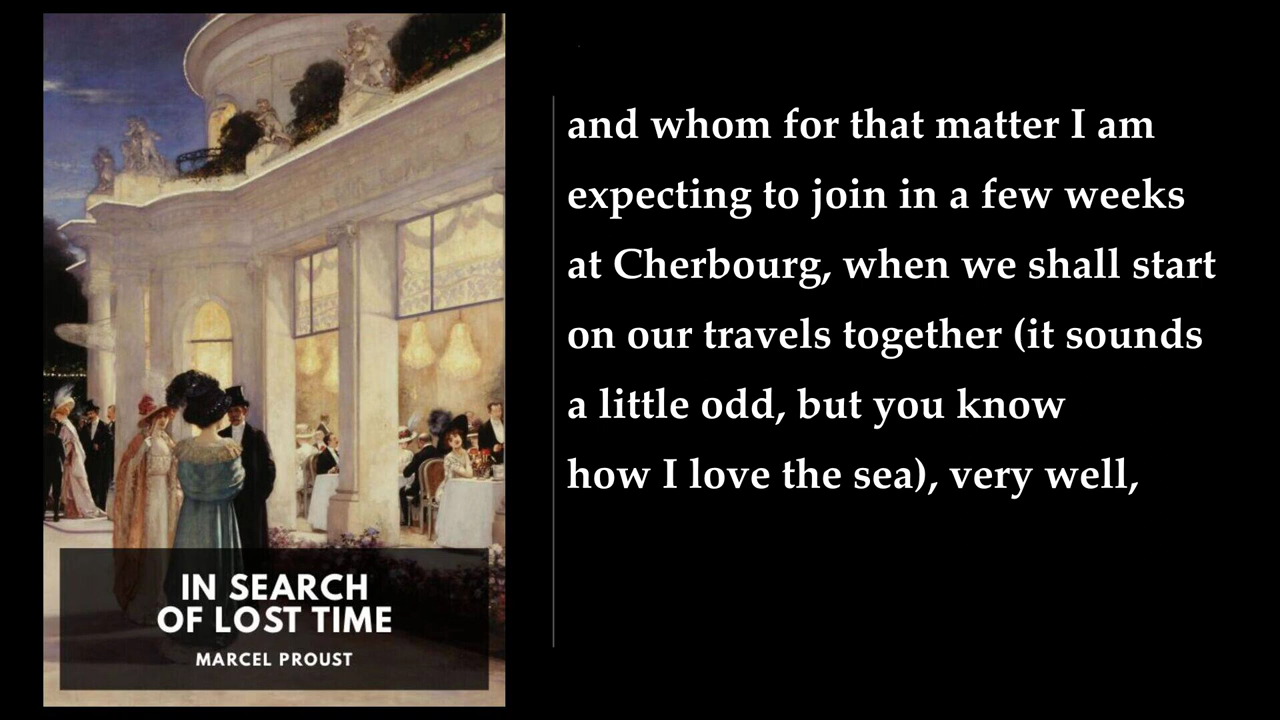 and whom for that matter I am
expecting to join in a few weeks
at Cherbourg, when we shall start
on our travels together (it sounds
a little odd, but you know
how I love the sea), very well,
IN SEARCH
OF LOST TIME
MARCEL PROUST